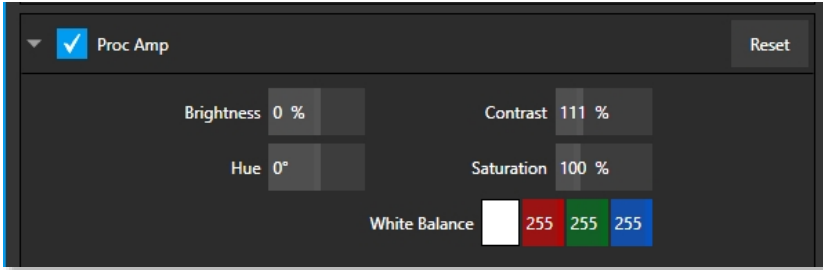 Proc Amp Reset
Brightness 0 % Contrast 111 %
Hue 0° Saturation 100 %
White Balance 255 255 255